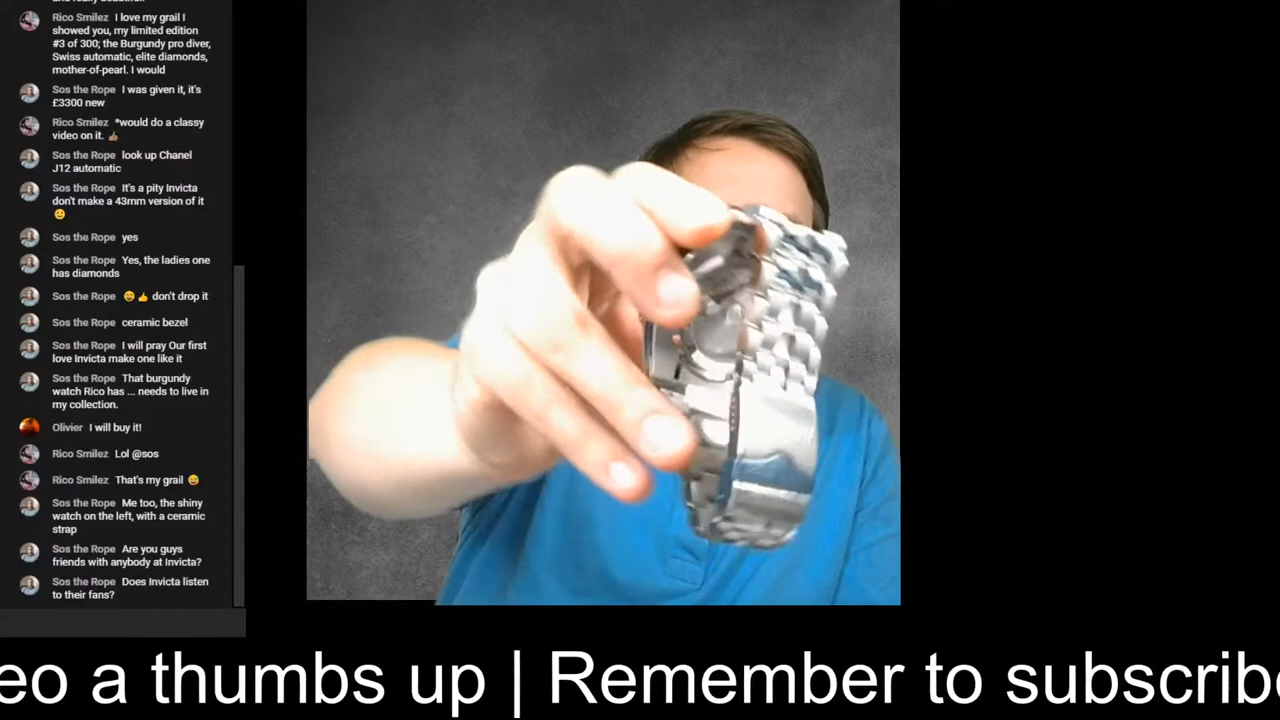 Rico Smilez I love my grail I
showed you, my limited edition
#3 of 300; the Burgundy pro diver,
Swiss automatic, elite diamonds,
mother-of-pearl. I would
Sos the Rope I was given it, it's
£3300 new
Rico Smilez *would do a classy
video on it. 👍🏽
Sos the Rope look up Chanel
J12 automatic
Sos the Rope It's a pity Invicta
don't make a 43mm version of it
🙂
Sos the Rope yes
Sos the Rope Yes, the ladies one
has diamonds
Sos the Rope 😅👍 don't drop it
Sos the Rope ceramic bezel
Sos the Rope I will pray Our first
love Invicta make one like it
Sos the Rope That burgundy
watch Rico has ... needs to live in
my collection.
Olivier I will buy it!
Rico Smilez Lol @sos
Rico Smilez That's my grail 😅
Sos the Rope Me too, the shiny
watch on the left, with a ceramic
strap
Sos the Rope Are you guys
friends with anybody at Invicta?
Sos the Rope Does Invicta listen
to their fans?
eo a thumbs up | Remember to subscribe